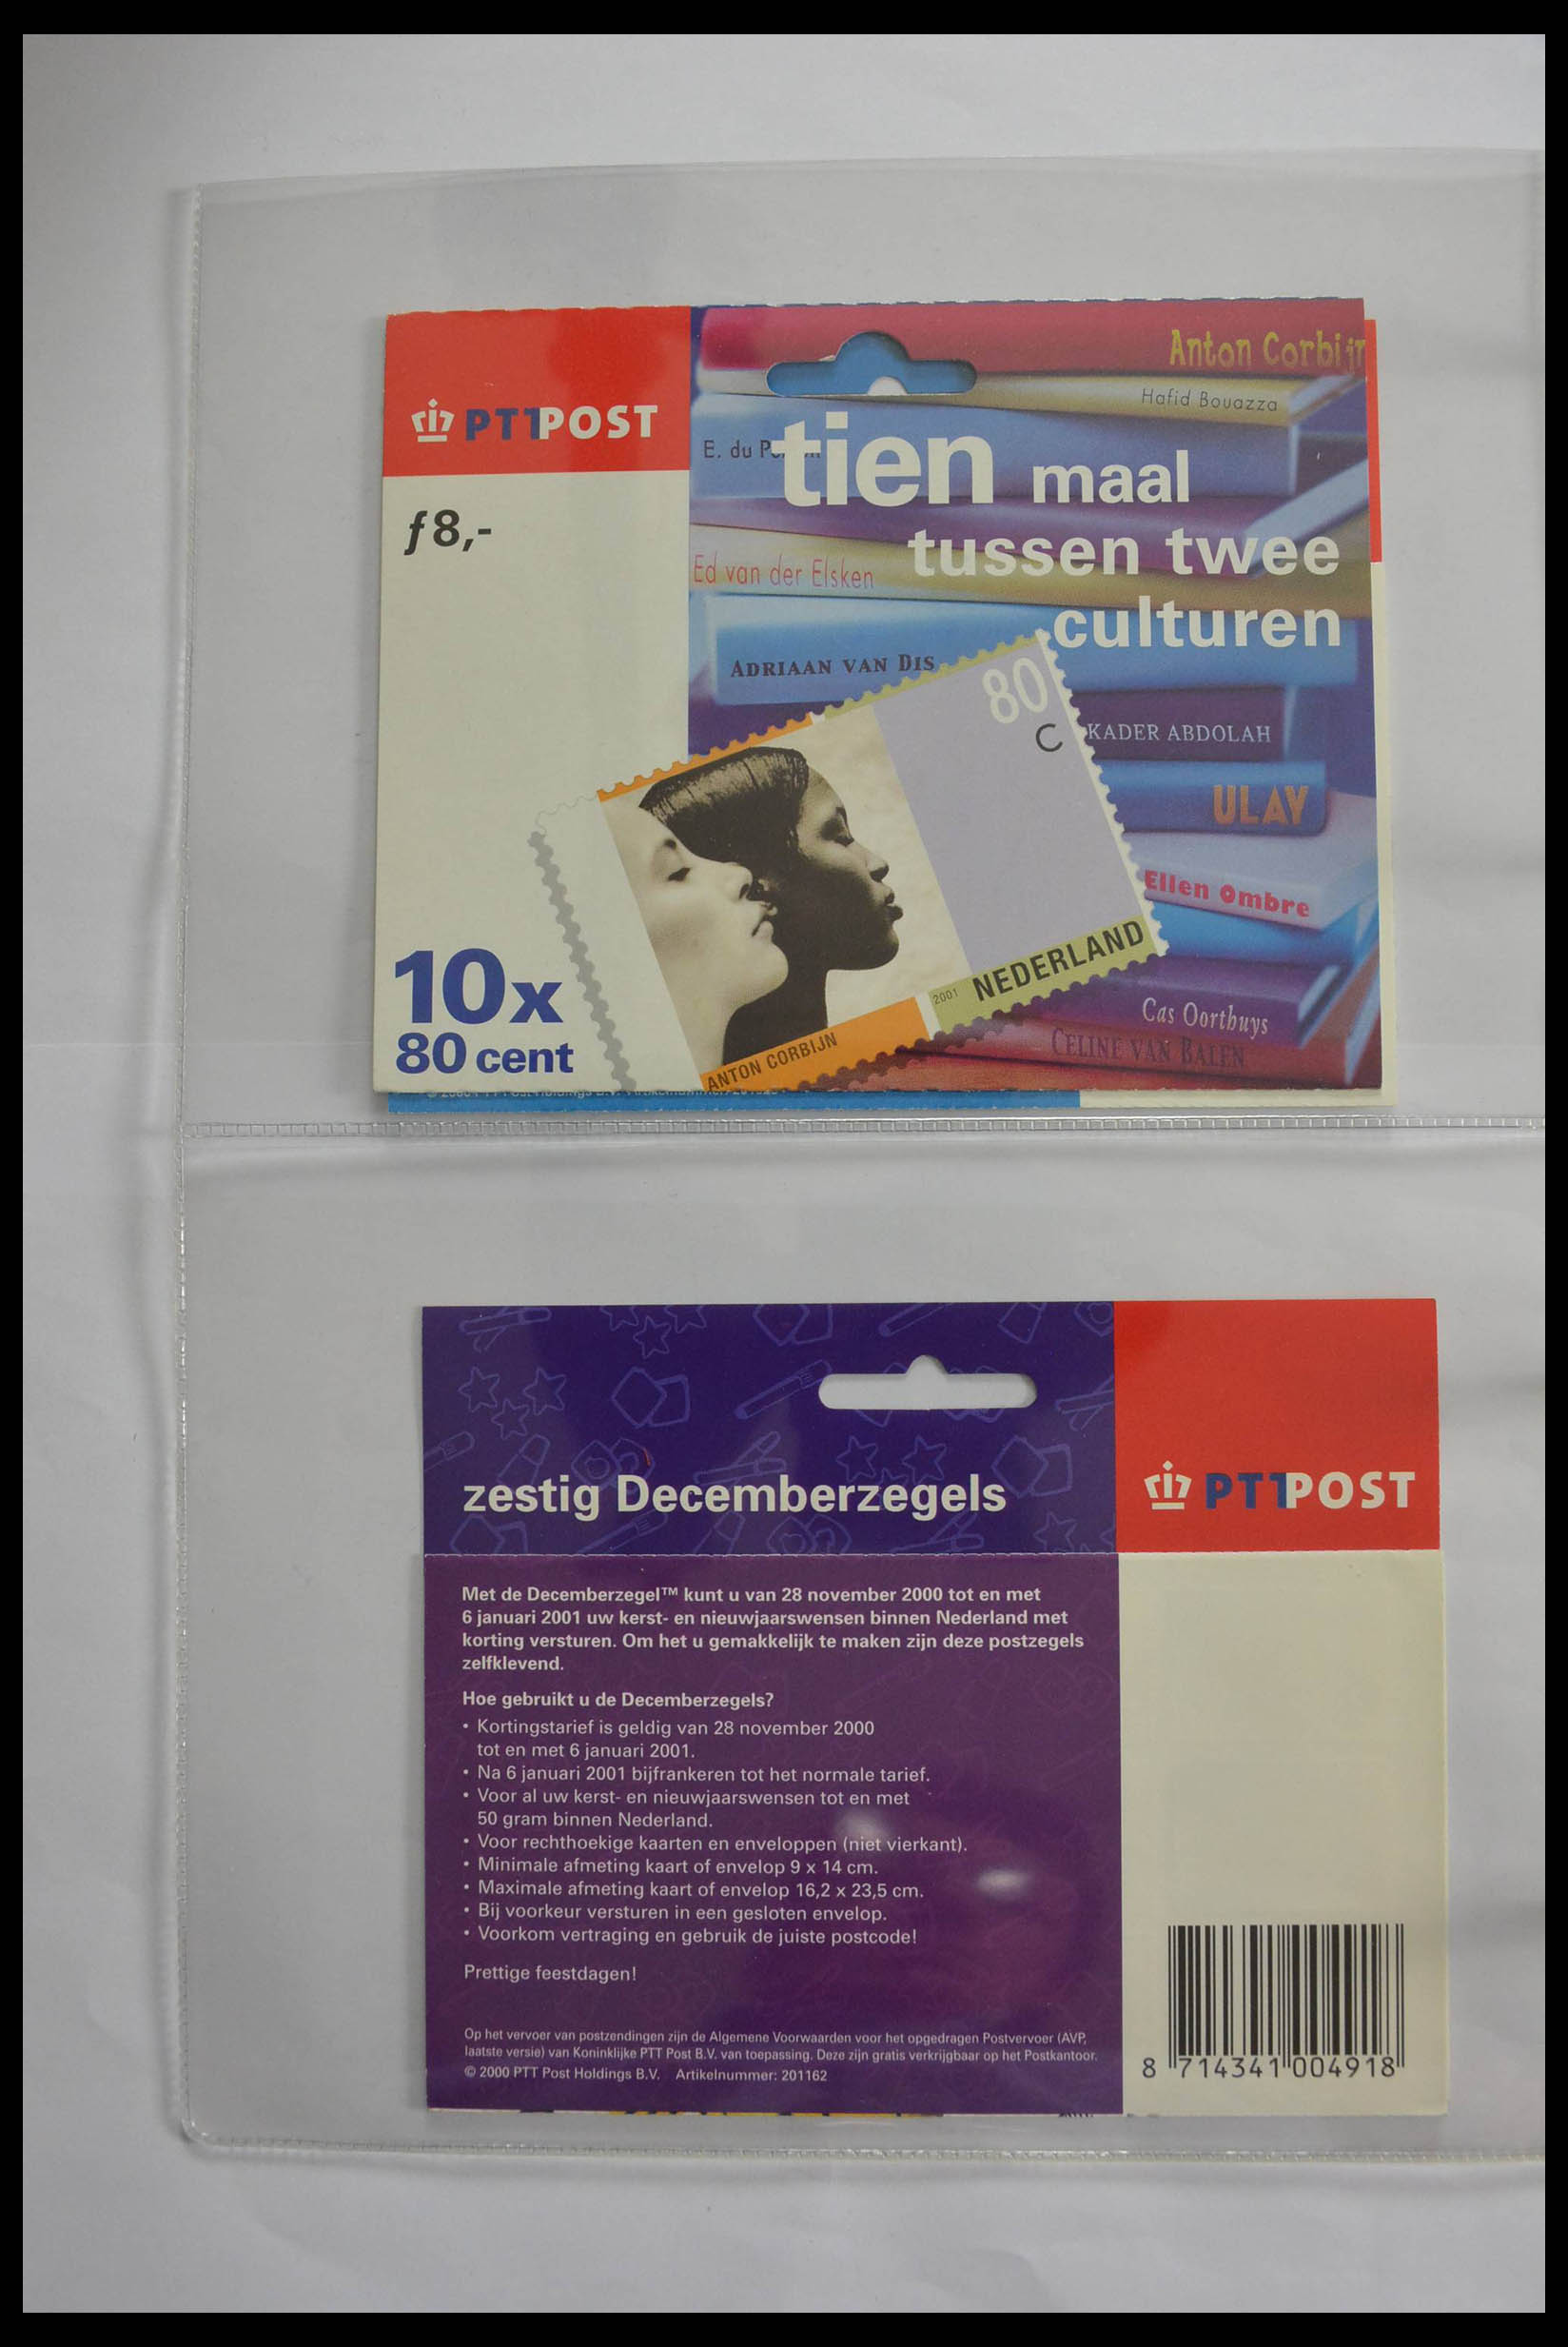 PTT POST
ƒ8,-
Anton Corbijn
Hafid Bouazza
E. du P
tien maal
tussen twee
culturen
Ed van der Elsken
ADRIAAN VAN DIS
80
C
KADER ABDOLAH
ULAY
Ellen Ombre
Cas Oorthuys
CELINE VAN BALEN
2001 NEDERLAND
ANTON CORBIJN
10x
80 cent
zestig Decemberzegels
PTT POST
Met de Decemberzegel™ kunt u van 28 november 2000 tot en met
6 januari 2001 uw kerst- en nieuwjaarswensen binnen Nederland met
korting versturen. Om het u gemakkelijk te maken zijn deze postzegels
zelfklevend.
Hoe gebruikt u de Decemberzegels?
• Kortingstarief is geldig van 28 november 2000
tot en met 6 januari 2001.
• Na 6 januari 2001 bijfrankeren tot het normale tarief.
• Voor al uw kerst- en nieuwjaarswensen tot en met
50 gram binnen Nederland.
• Voor rechthoekige kaarten en enveloppen (niet vierkant).
• Minimale afmeting kaart of envelop 9 x 14 cm.
• Maximale afmeting kaart of envelop 16,2 x 23,5 cm.
• Bij voorkeur versturen in een gesloten envelop.
• Voorkom vertraging en gebruik de juiste postcode!
Prettige feestdagen!
Op het vervoer van postzendingen zijn de Algemene Voorwaarden voor het opgedragen Postvervoer (AVP,
laatste versie) van Koninklijke PTT Post B.V. van toepassing. Deze zijn gratis verkrijgbaar op het Postkantoor.
© 2000 PTT Post Holdings B.V. Artikelnummer: 201162
8 714341 004918